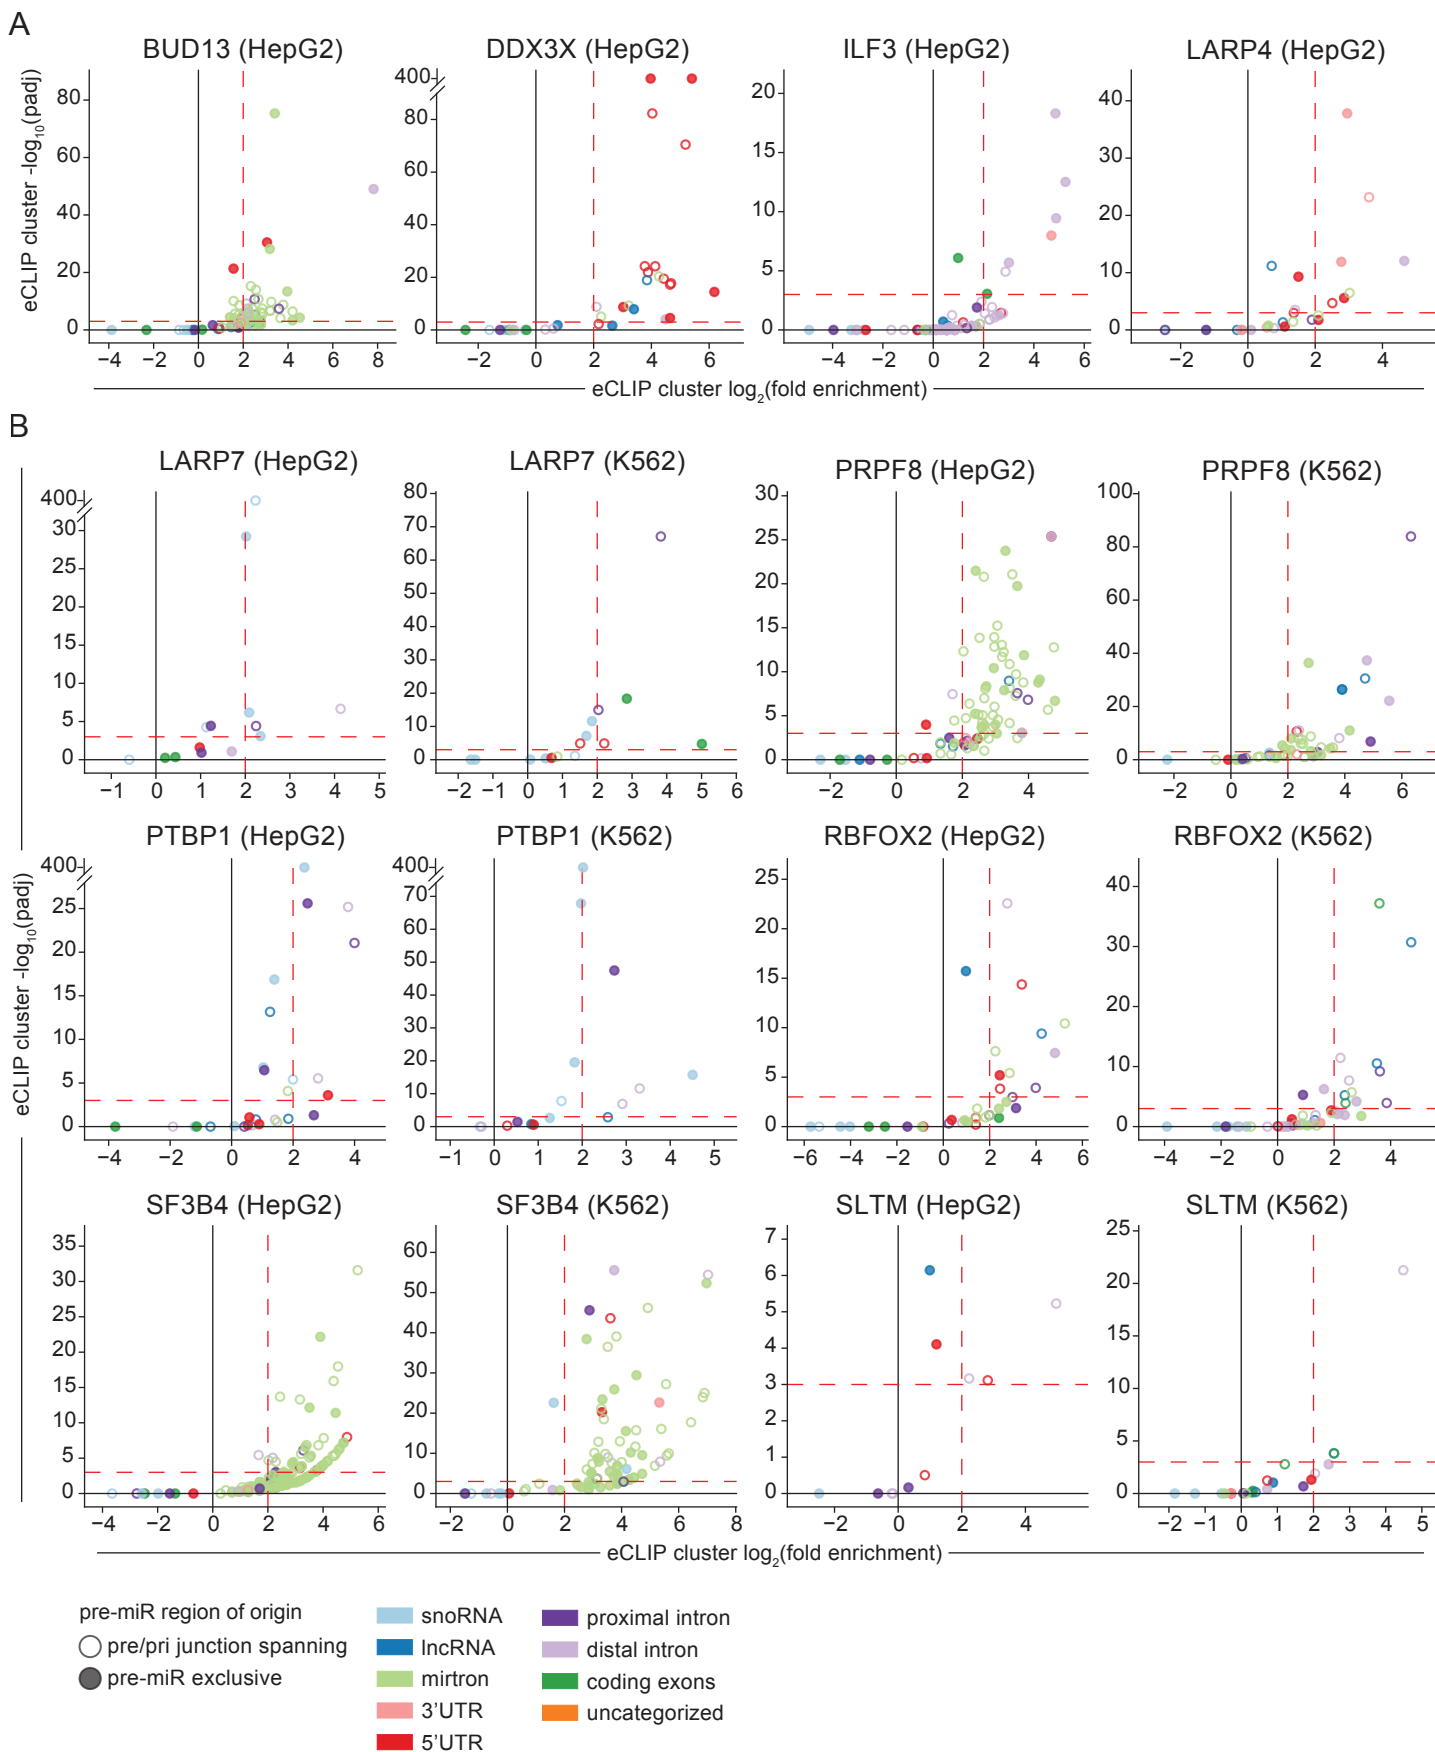 A
BUD13 (HepG2)
DDX3X (HepG2)
ILF3 (HepG2)
LARP4 (HepG2)
eCLIP cluster -log10(padj)
80
60
40
20
0
−4 −2 0 2 4 6 8
400
80
60
40
20
0
−4 −2 0 2 4 6
20
15
10
5
0
−4 −2 0 2 4 6
40
30
20
10
0
−2 0 2 4
eCLIP cluster log2(fold enrichment)
B
LARP7 (HepG2)
LARP7 (K562)
PRPF8 (HepG2)
PRPF8 (K562)
400
30
25
20
15
10
5
0
−1 0 1 2 3 4 5
80
70
60
50
40
30
20
10
0
−2 −1 0 1 2 3 4 5 6
30
25
20
15
10
5
0
−2 0 2 4 6
100
80
60
40
20
0
−2 0 2 4 6
eCLIP cluster -log10(padj)
PTBP1 (HepG2)
PTBP1 (K562)
RBFOX2 (HepG2)
RBFOX2 (K562)
400
25
20
15
10
5
0
−4 −2 0 2 4
400
70
60
50
40
30
20
10
0
−1 0 1 2 3 4 5
25
20
15
10
5
0
−6 −4 −2 0 2 4 6
40
30
20
10
0
−4 −2 0 2 4
SF3B4 (HepG2)
SF3B4 (K562)
SLTM (HepG2)
SLTM (K562)
35
30
25
20
15
10
5
0
−4 −2 0 2 4 6
60
50
40
30
20
10
0
−2 0 2 4 6 8
7
6
5
4
3
2
1
0
−2 0 2 4
25
20
15
10
5
0
−2 −1 0 1 2 3 4 5
eCLIP cluster log2(fold enrichment)
pre-miR region of origin
pre/pri junction spanning
pre-miR exclusive
snoRNA
lncRNA
mirtron
3'UTR
5'UTR
proximal intron
distal intron
coding exons
uncategorized